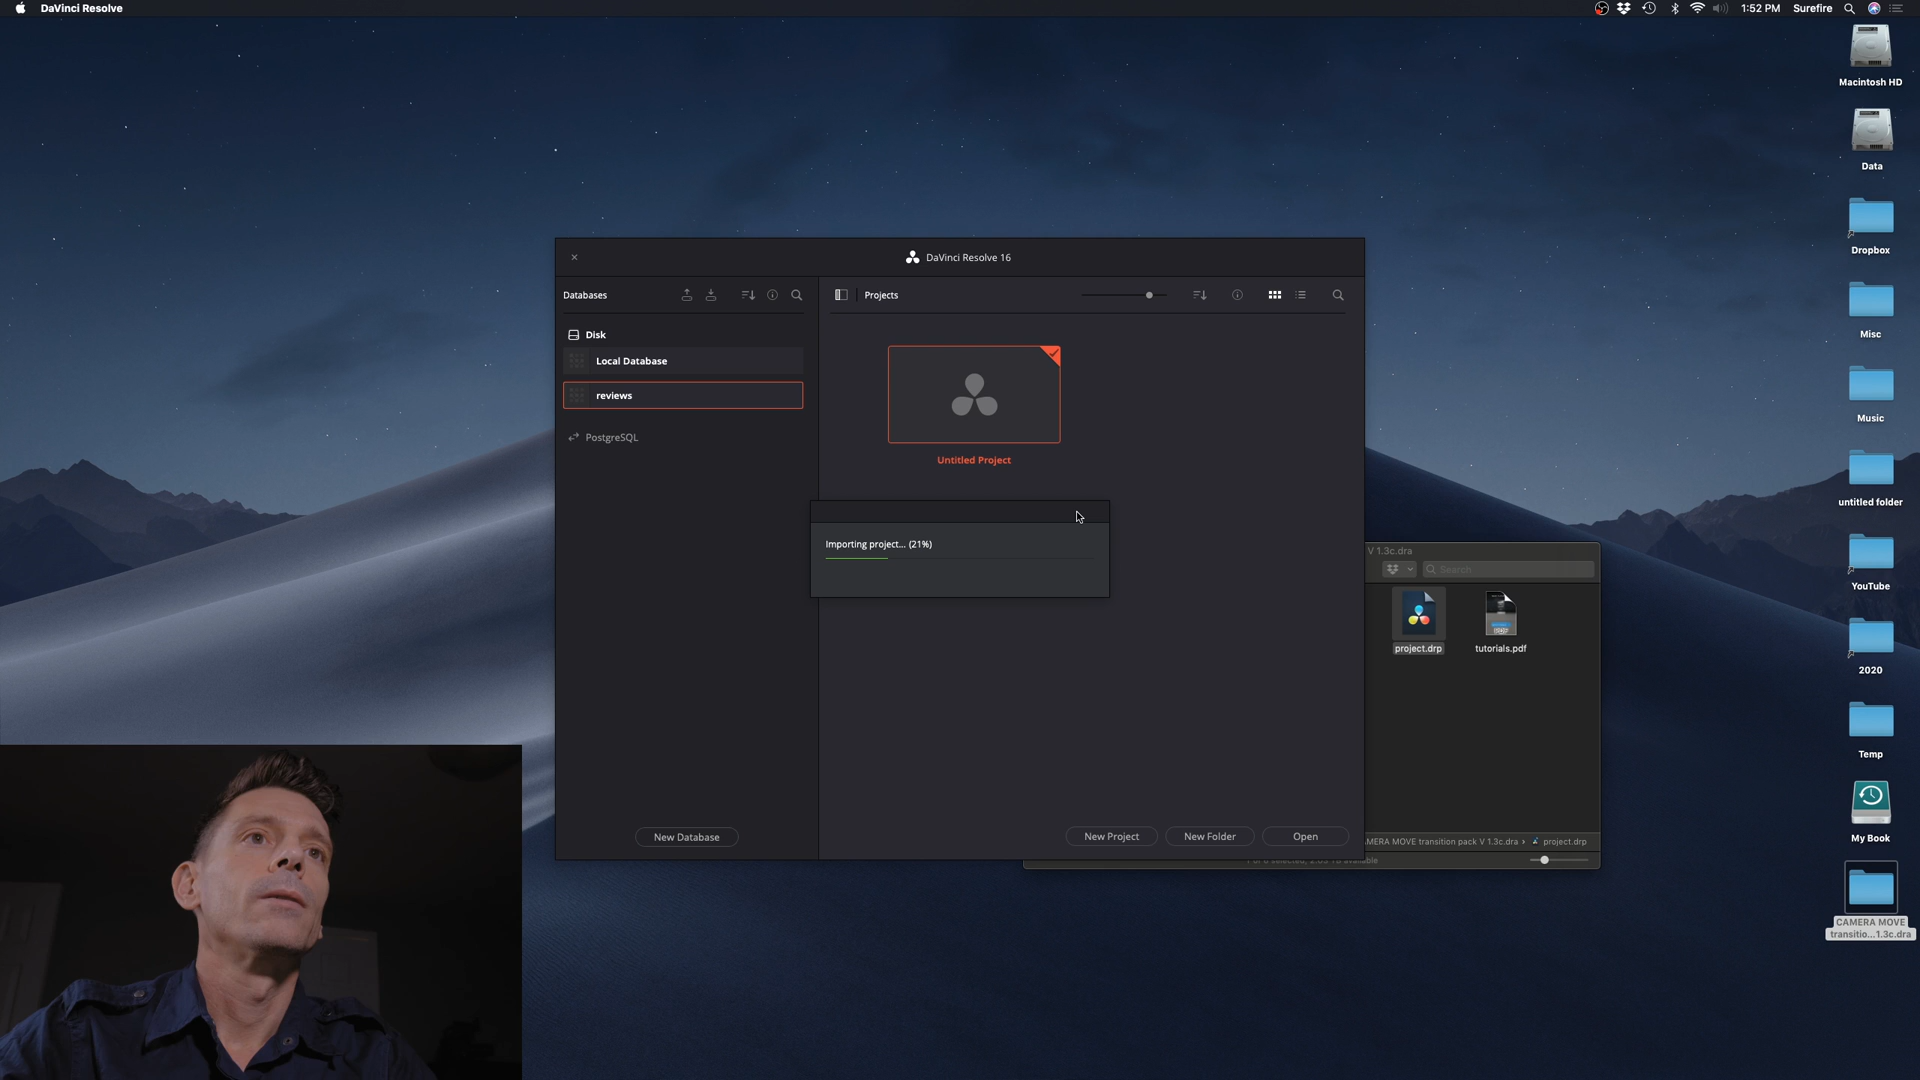 DaVinci Resolve
1:52 PM
Surefire
Macintosh HD
Data
Dropbox
Misc
Music
untitled folder
YouTube
2020
Temp
My Book
CAMERA MOVE
transitio...1.3c.dra
DaVinci Resolve 16
Databases
Projects
Disk
Local Database
reviews
PostgreSQL
Untitled Project
Importing project... (21%)
V 1.3c.dra
Search
project.drp
tutorials.pdf
New Database
New Project
New Folder
Open
MERA MOVE transition pack V 1.3c.dra › project.drp